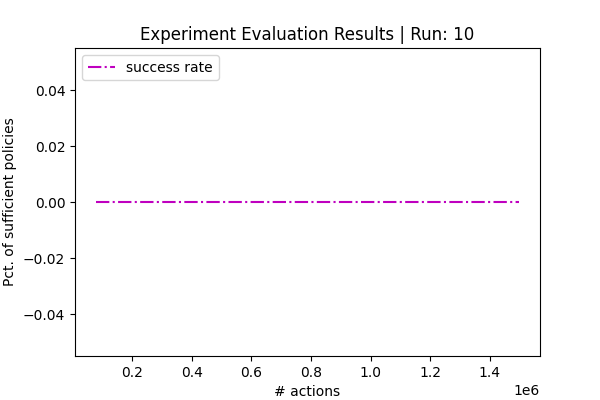 Experiment Evaluation Results | Run: 10
success rate
Pct. of sufficient policies
0.04
0.02
0.00
−0.02
−0.04
0.2 0.4 0.6 0.8 1.0 1.2 1.4
1e6
# actions